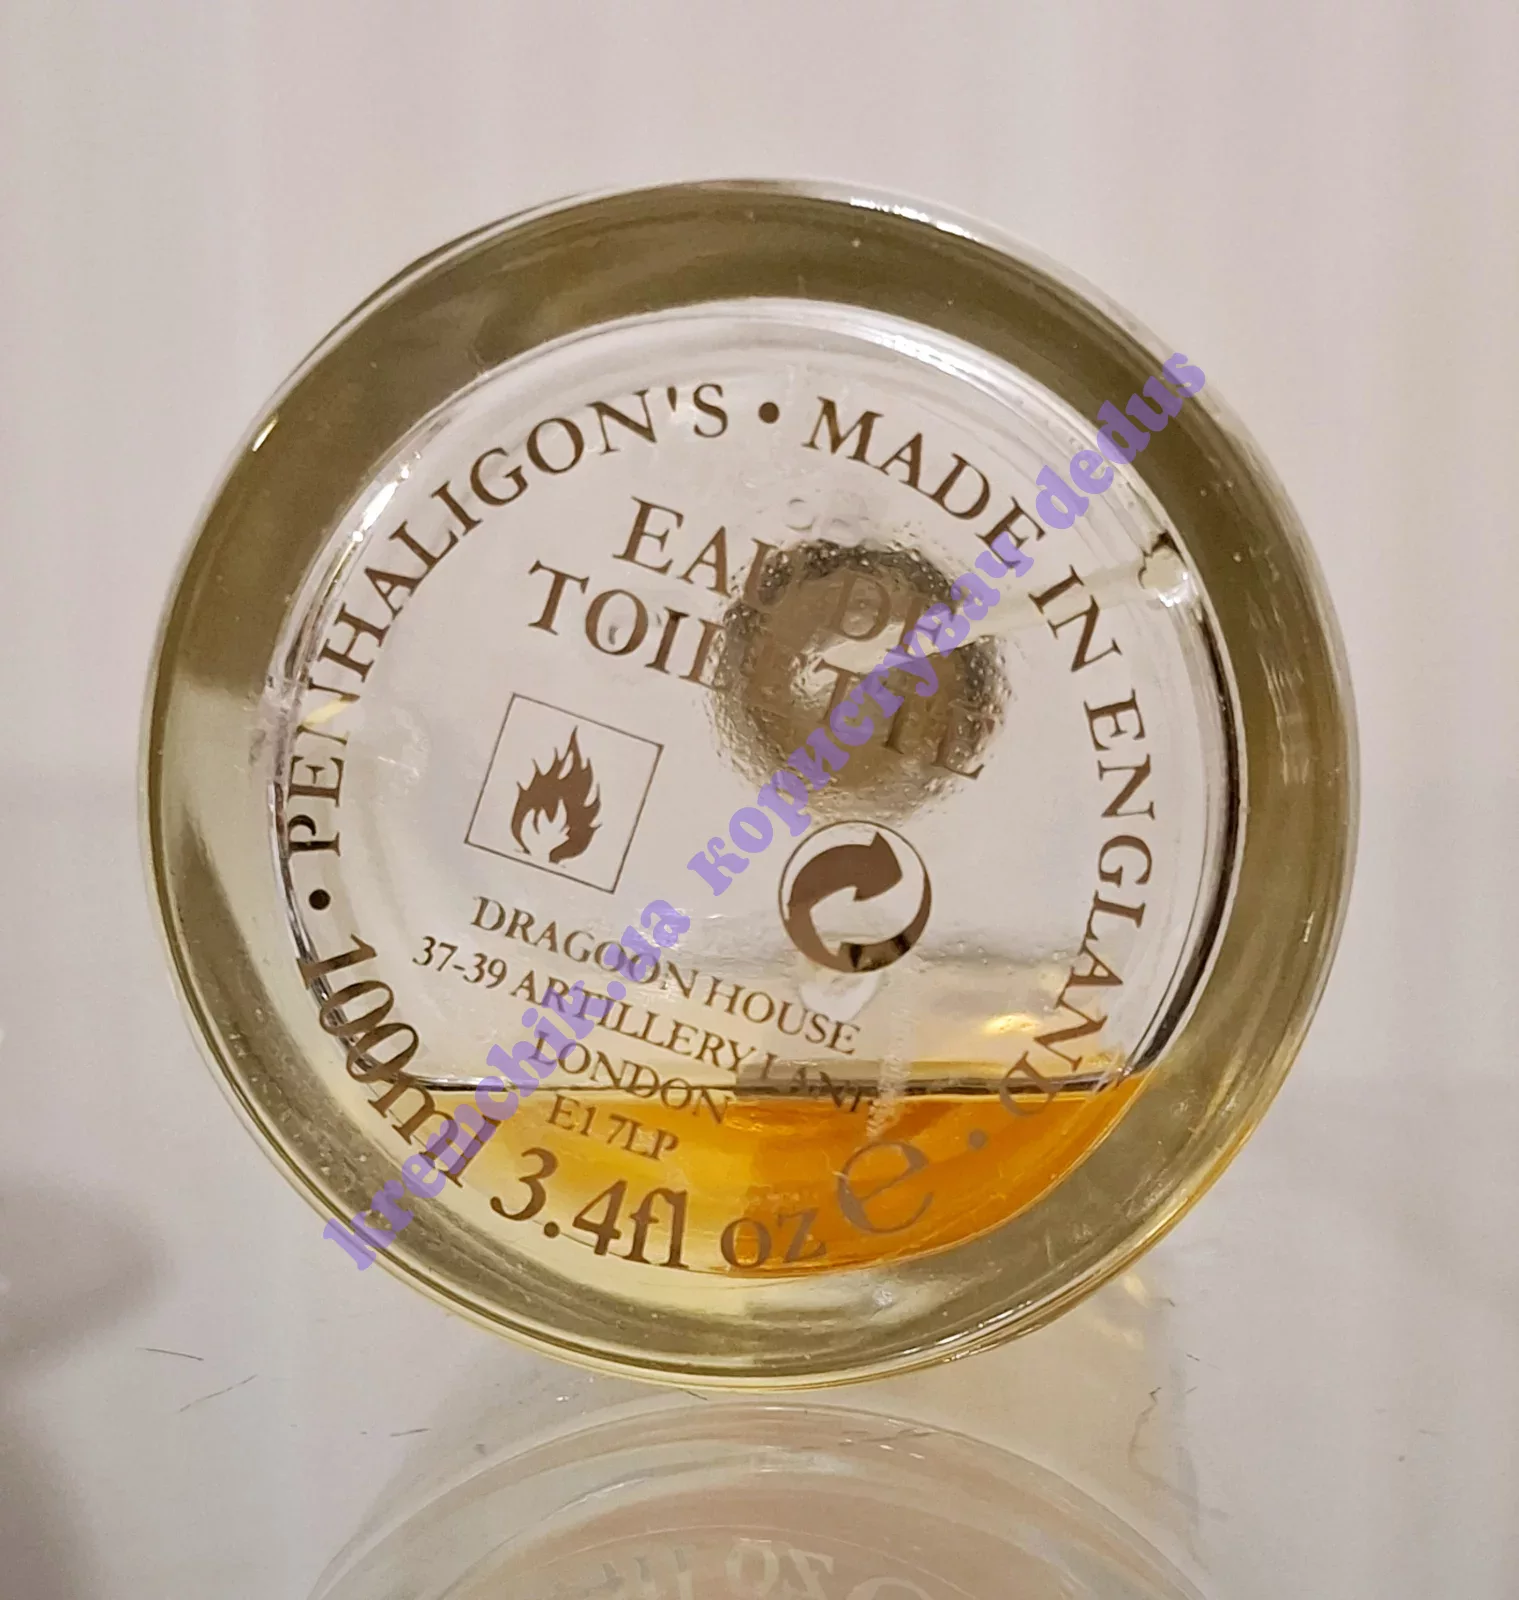 • PENHALIGON'S • MADE IN ENGLAND •
EAU DE
TOILETTE
DRAGOON HOUSE
37-39 ARTILLERY LANE
LONDON
E1 7LP
100ml 3.4fl oz e
kremchik.ua користувач dedus